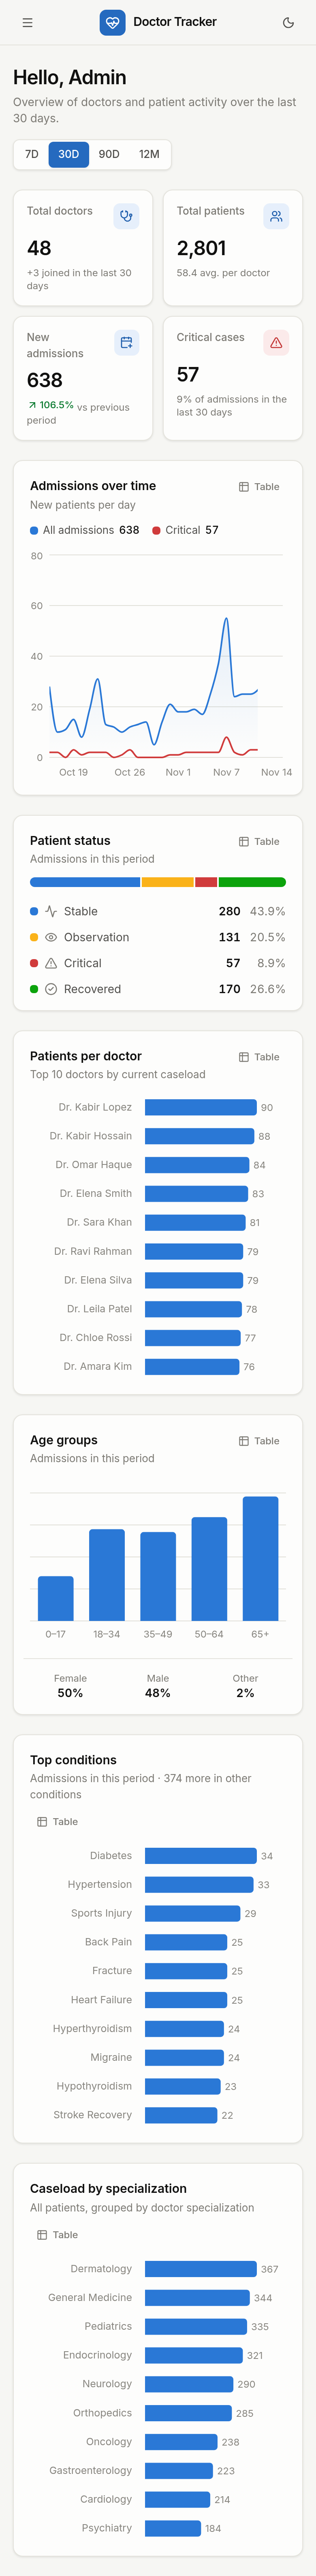 Doctor Tracker
Hello, Admin
Overview of doctors and patient activity over the last
30 days.
7D 30D 90D 12M
Total doctors
48
+3 joined in the last 30
days
Total patients
2,801
58.4 avg. per doctor
New
admissions
638
106.5% vs previous
period
Critical cases
57
9% of admissions in the
last 30 days
Admissions over time
Table
New patients per day
All admissions 638 Critical 57
80
60
40
20
0
Oct 19 Oct 26 Nov 1 Nov 7 Nov 14
Patient status
Table
Admissions in this period
Stable 280 43.9%
Observation 131 20.5%
Critical 57 8.9%
Recovered 170 26.6%
Patients per doctor
Table
Top 10 doctors by current caseload
Dr. Kabir Lopez 90
Dr. Kabir Hossain 88
Dr. Omar Haque 84
Dr. Elena Smith 83
Dr. Sara Khan 81
Dr. Ravi Rahman 79
Dr. Elena Silva 79
Dr. Leila Patel 78
Dr. Chloe Rossi 77
Dr. Amara Kim 76
Age groups
Table
Admissions in this period
0–17 18–34 35–49 50–64 65+
Female Male Other
50% 48% 2%
Top conditions
Admissions in this period · 374 more in other
conditions
Table
Diabetes 34
Hypertension 33
Sports Injury 29
Back Pain 25
Fracture 25
Heart Failure 25
Hyperthyroidism 24
Migraine 24
Hypothyroidism 23
Stroke Recovery 22
Caseload by specialization
All patients, grouped by doctor specialization
Table
Dermatology 367
General Medicine 344
Pediatrics 335
Endocrinology 321
Neurology 290
Orthopedics 285
Oncology 238
Gastroenterology 223
Cardiology 214
Psychiatry 184